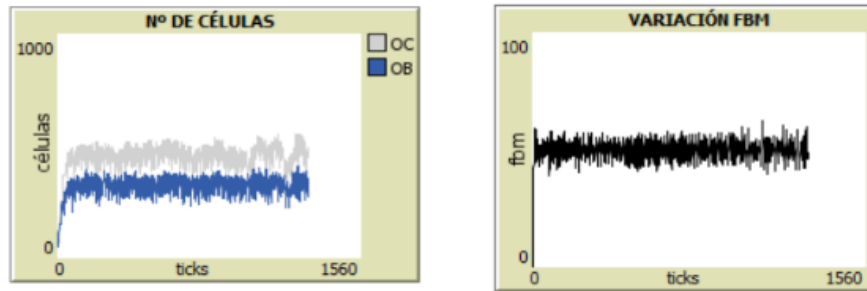 Nº DE CÉLULAS
1000
OC
OB
células
0
0
ticks
1560
VARIACIÓN FBM
100
fbm
0
0
ticks
1560